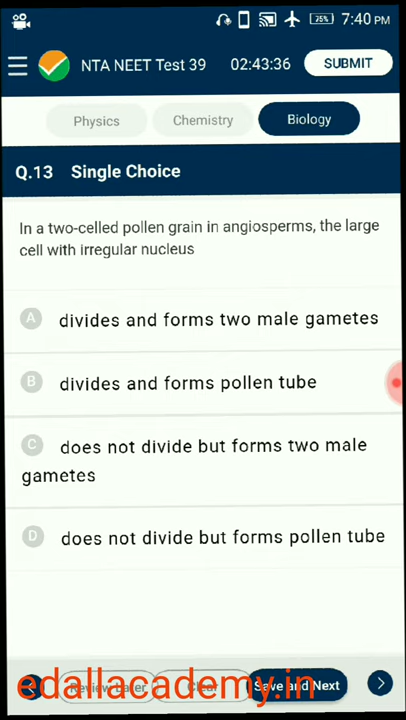 75% 7:40 PM
NTA NEET Test 39 02:43:36 SUBMIT
Physics Chemistry Biology
Q.13 Single Choice
In a two-celled pollen grain in angiosperms, the large
cell with irregular nucleus
A divides and forms two male gametes
B divides and forms pollen tube
C does not divide but forms two male
gametes
D does not divide but forms pollen tube
Review Later Clear Save and Next
edallacademy.in